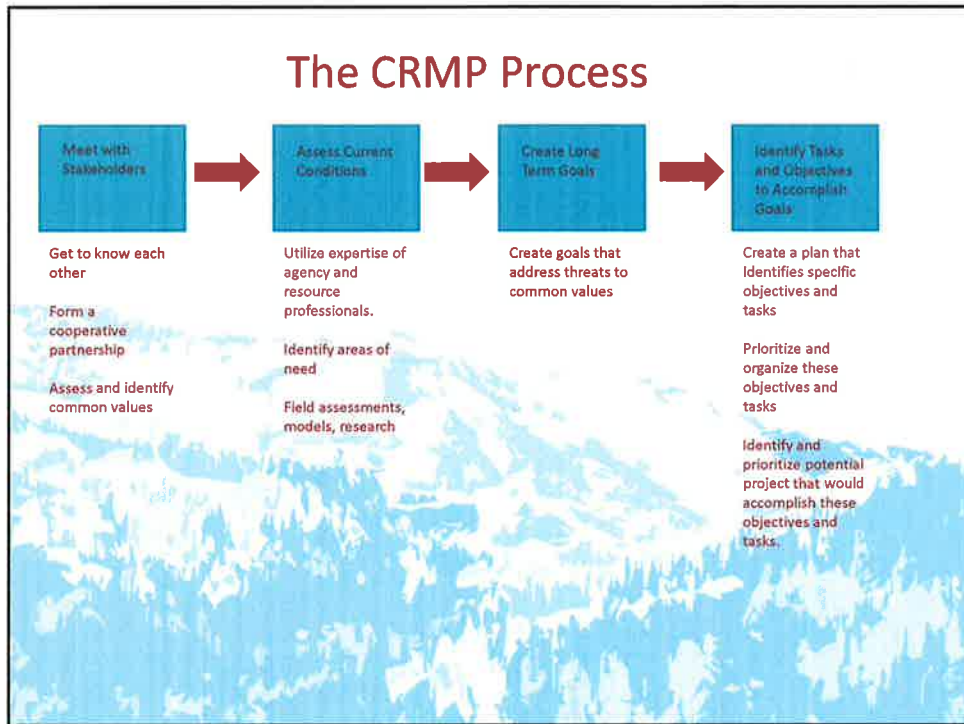 The CRMP Process
Meet with
Stakeholders
Get to know each
other
Form a
cooperative
partnership
Assess and identify
common values
Assess Current
Conditions
Utilize expertise of
agency and
resource
professionals.
Identify areas of
need
Field assessments,
models, research
Create Long
Term Goals
Create goals that
address threats to
common values
Identify Tasks
and Objectives
to Accomplish
Goals
Create a plan that
identifies specific
objectives and
tasks
Prioritize and
organize these
objectives and
tasks
Identify and
prioritize potential
project that would
accomplish these
objectives and
tasks.